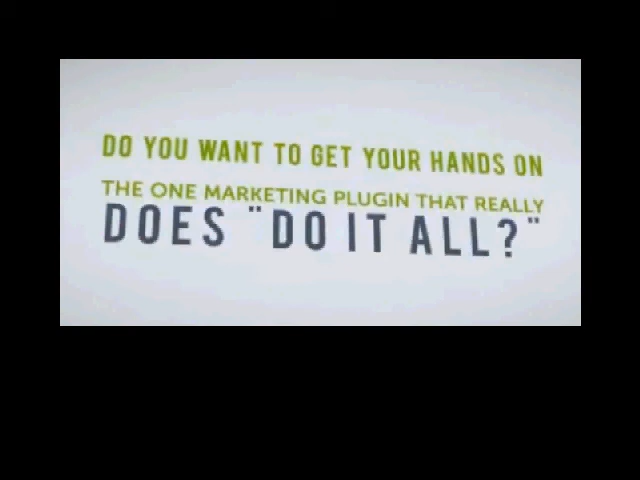 DO YOU WANT TO GET YOUR HANDS ON
THE ONE MARKETING PLUGIN THAT REALLY
DOES "DO IT ALL?"